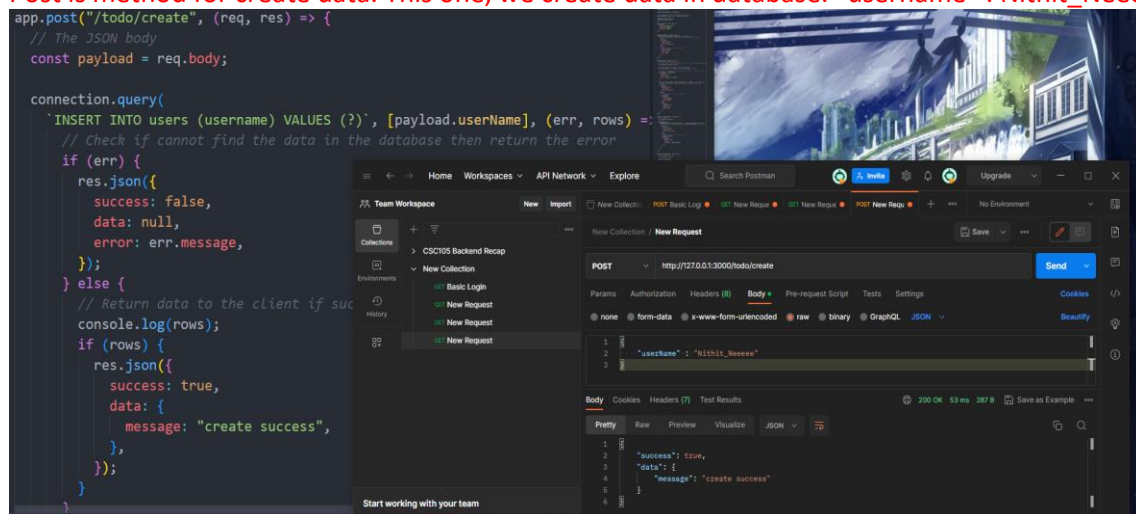 Post is method for create data. This one, we create data in database. "username" : "Nithit_Neee
app.post("/todo/create", (req, res) => {
// The JSON body
const payload = req.body;
connection.query(
`INSERT INTO users (username) VALUES (?)`, [payload.userName], (err, rows) =>
// Check if cannot find the data in the database then return the error
if (err) {
res.json({
success: false,
data: null,
error: err.message,
});
} else {
// Return data to the client if suc
console.log(rows);
if (rows) {
res.json({
success: true,
data: {
message: "create success",
},
});
}
}
Home Workspaces API Network Explore Search Postman Invite Upgrade
Team Workspace New Import New Collectio POST Basic Logi GET New Reque GET New Reque POST New Requ No Environment
Collections
Environments
History
CSC105 Backend Recap
New Collection
GET Basic Login
GET New Request
GET New Request
GET New Request
Start working with your team
New Collection / New Request Save
POST http://127.0.0.1:3000/todo/create Send
Params Authorization Headers (8) Body Pre-request Script Tests Settings Cookies
none form-data x-www-form-urlencoded raw binary GraphQL JSON Beautify
1 {
2 "userName" : "Nithit_Neeeee"
3 }
Body Cookies Headers (7) Test Results 200 OK 53 ms 287 B Save as Example
Pretty Raw Preview Visualize JSON
1 {
2 "success": true,
3 "data": {
4 "message": "create success"
5 }
6 }